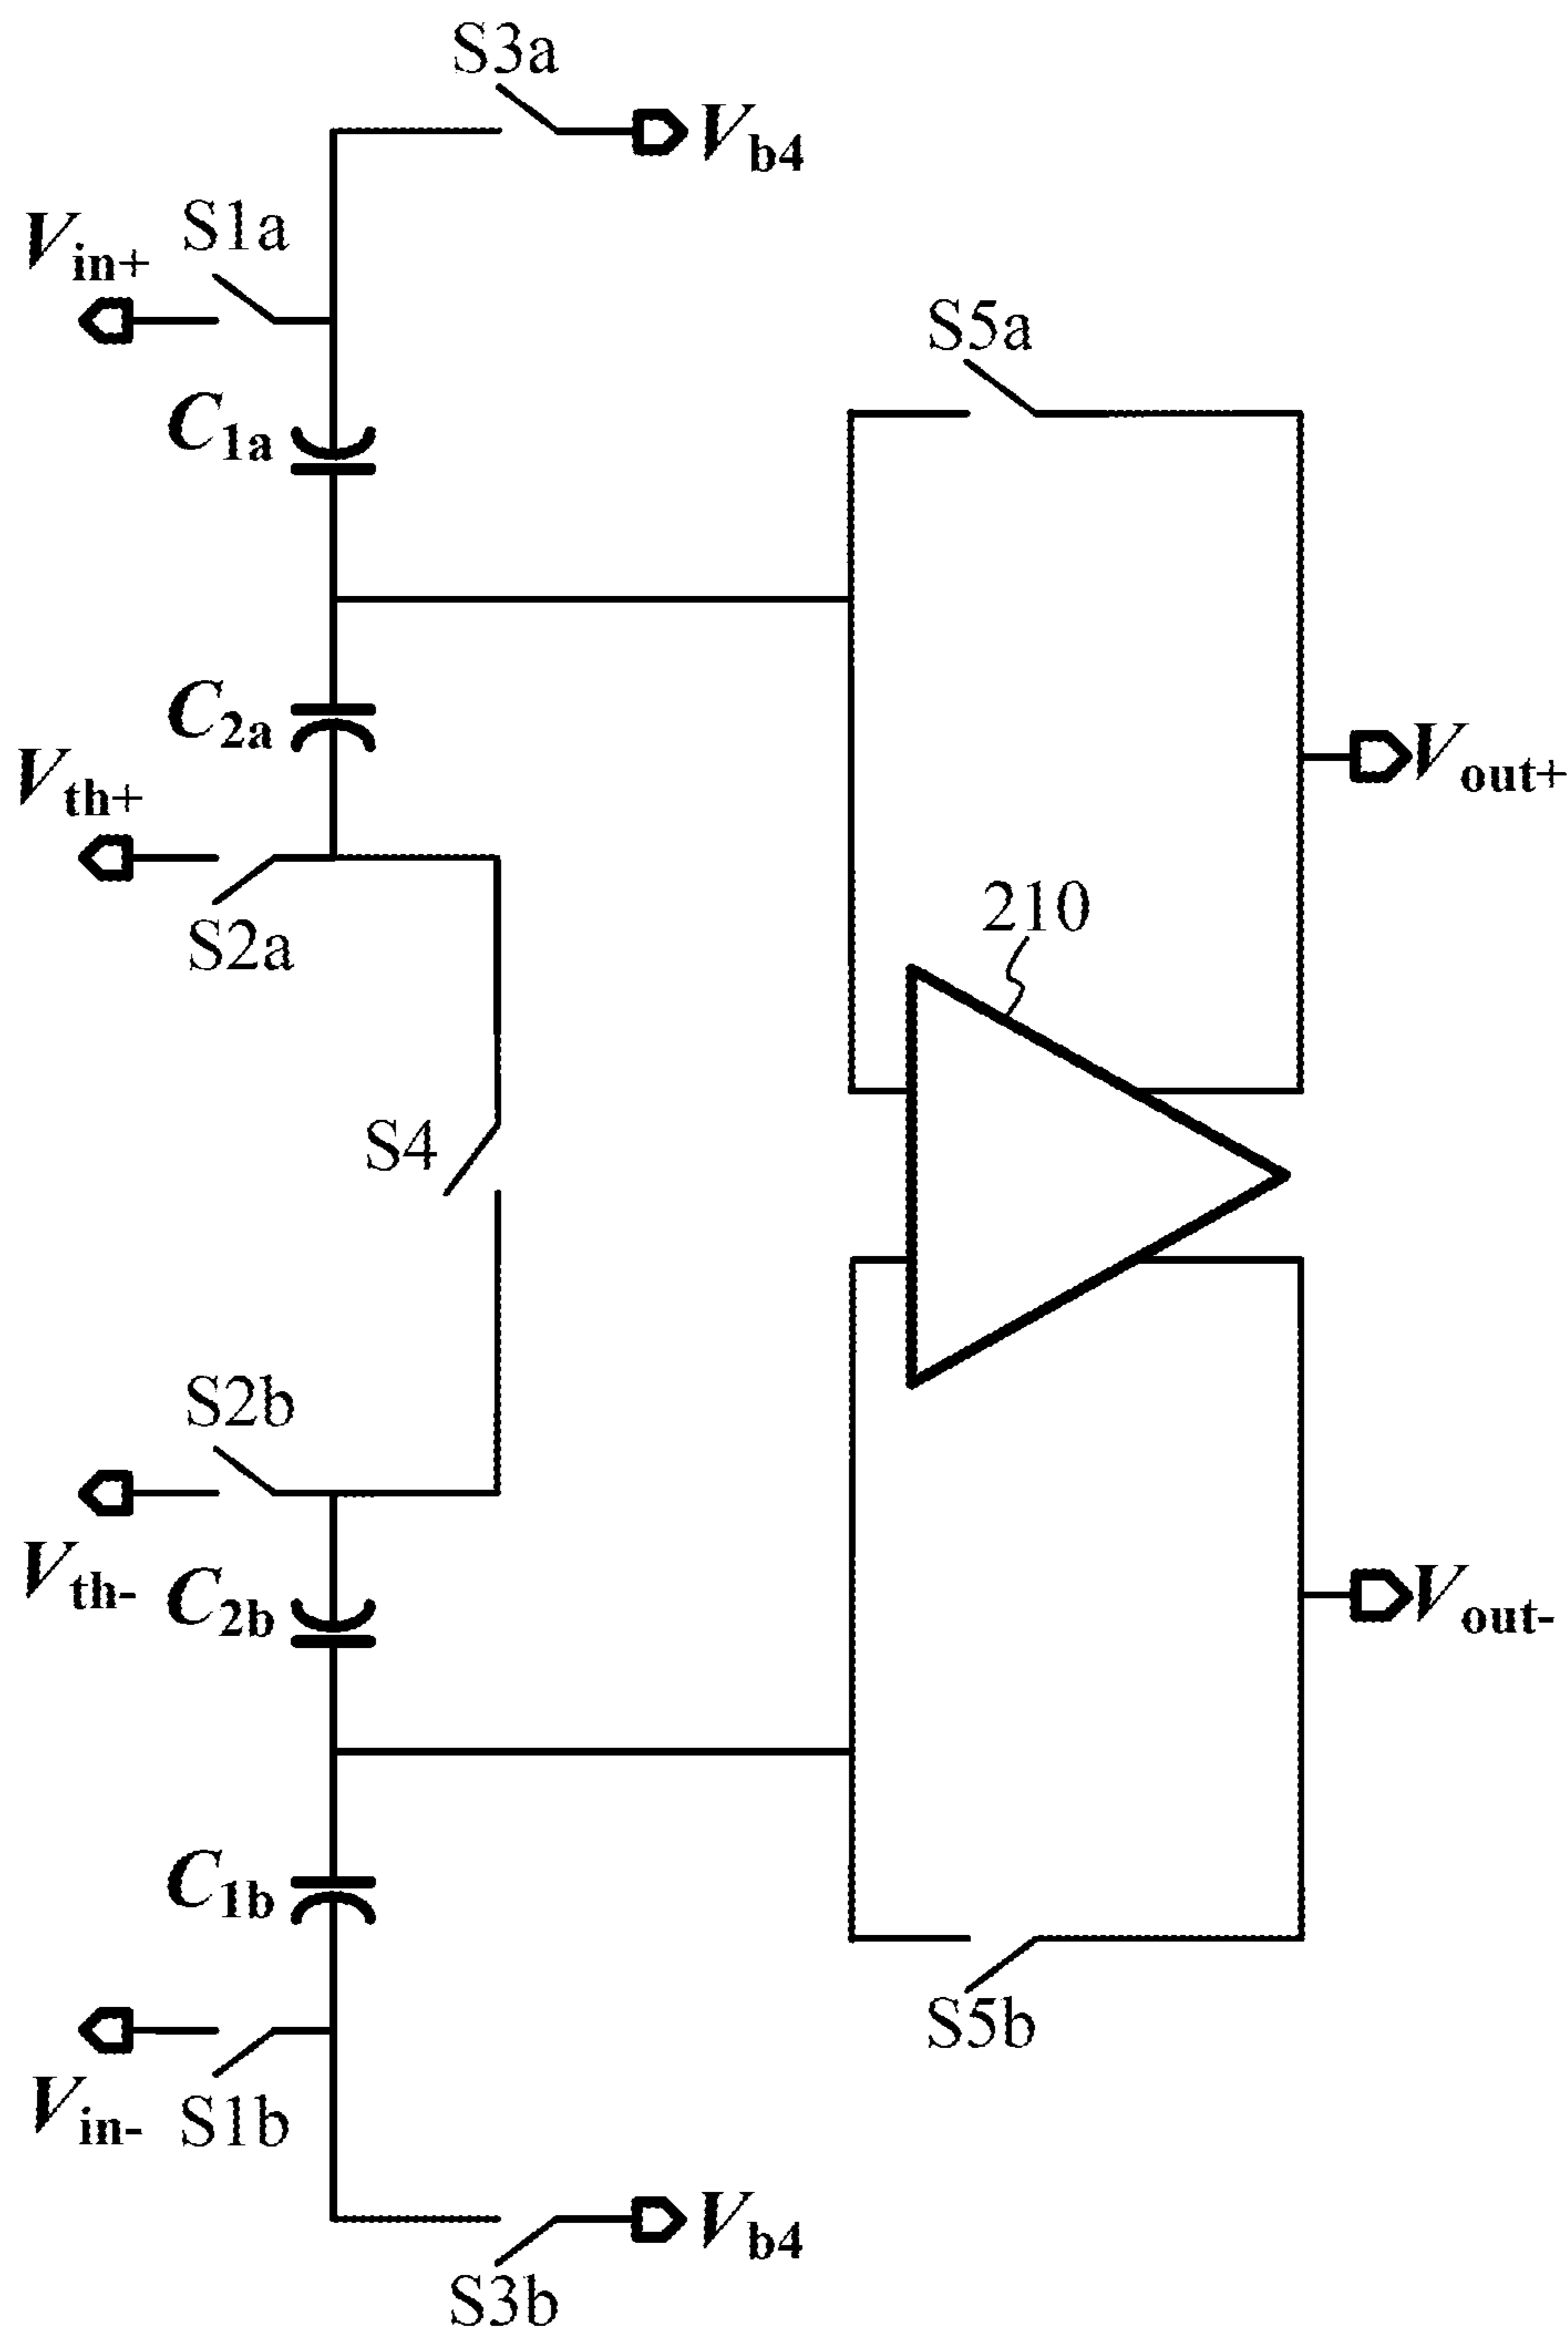 S3a
Vb4
S1a
Vin+
S5a
C1a
C2a
Vth+
Vout+
S2a
210
S4
S2b
Vth-
C2b
Vout-
C1b
S5b
Vin-
S1b
Vb4
S3b